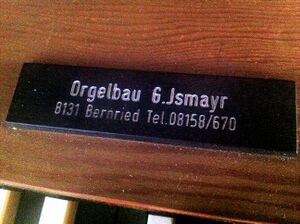 Orgelbau G.Jsmayr
8131 Bernried Tel.08158/670